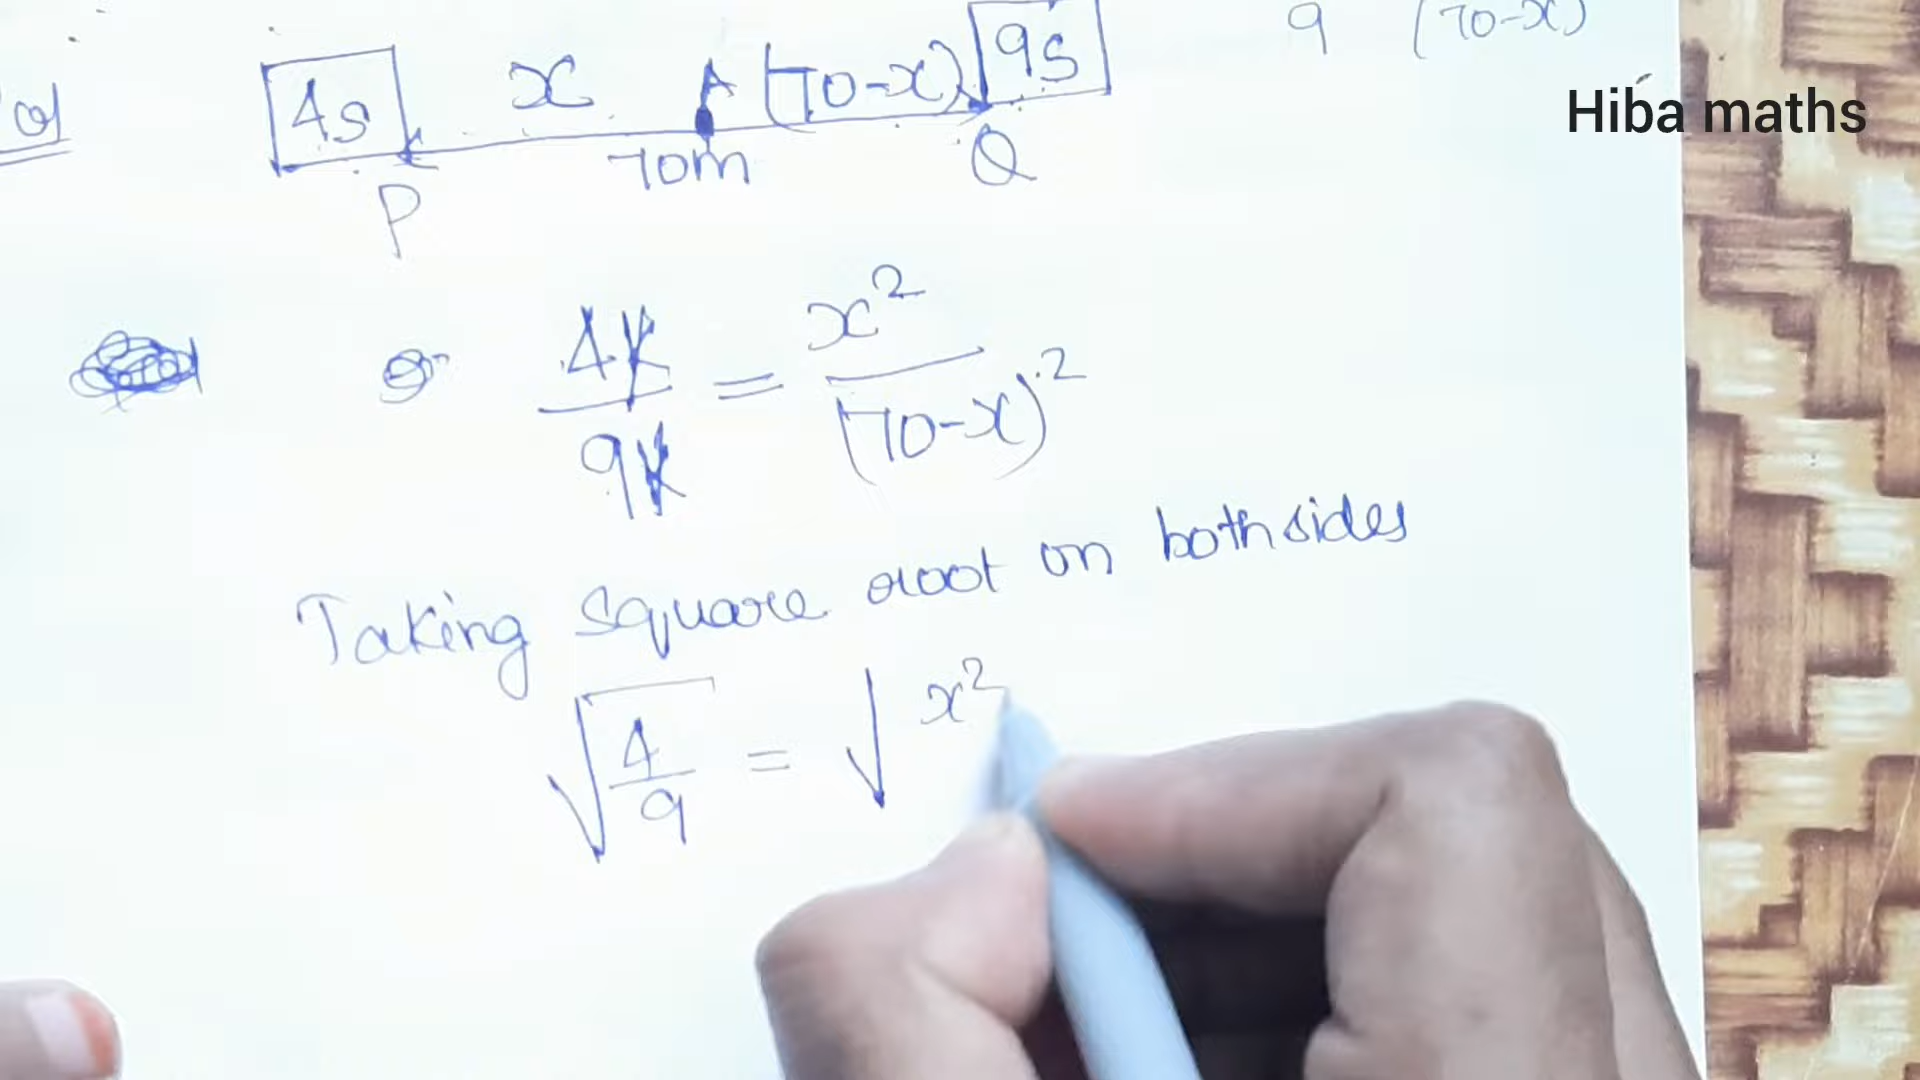 9 (70-x)
Hiba maths
of 4s x A (70-x) 9s
70m
P Q
4k/9k = x²/(70-x)²
Taking square root on both sides
√4/9 = √x²